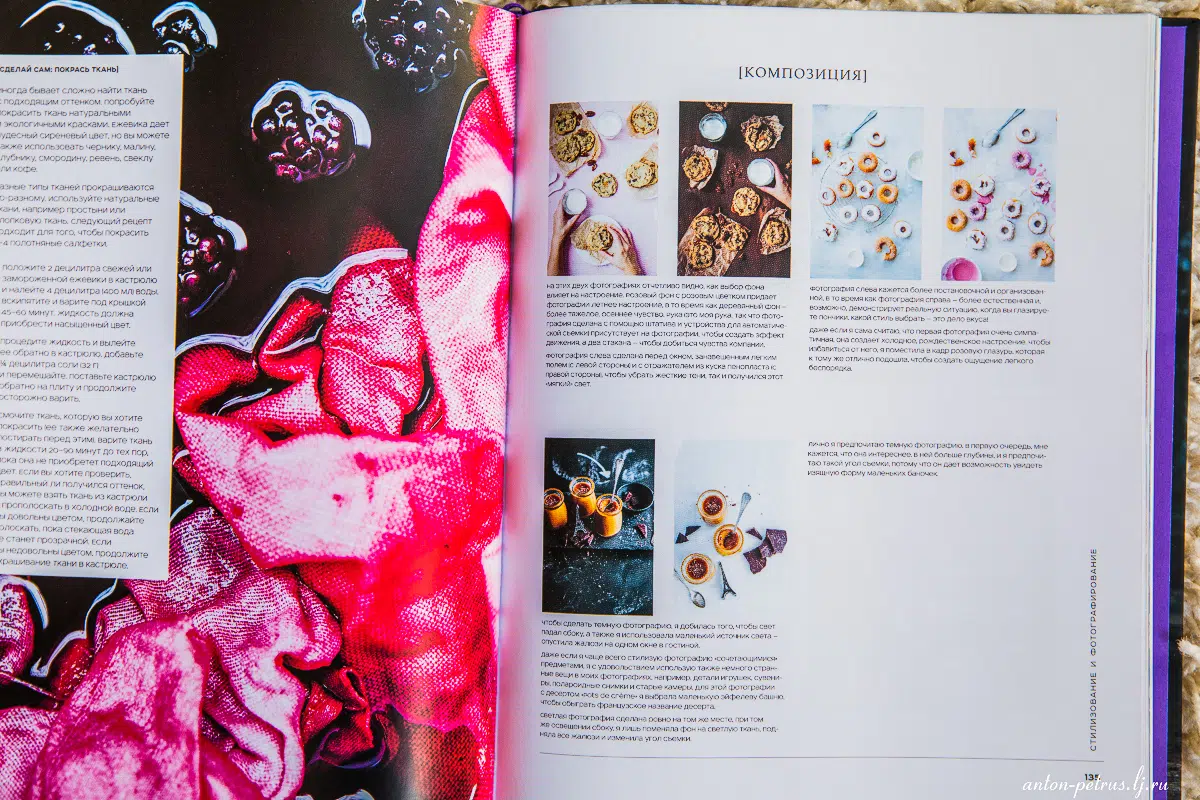 СДЕЛАЙ САМ: ПОКРАСЬ ТКАНЬ]
иногда бывает сложно найти ткань
с подходящим оттенком. попробуйте
покрасить ткань натуральными
и экологичными красками. ежевика дает
чудесный сиреневый цвет, но вы можете
также использовать чернику, малину,
клубнику, смородину, ревень, свеклу
или кофе.
разные типы тканей прокрашиваются
по-разному. используйте натуральные
ткани, например простыни или
хлопковую ткань. следующий рецепт
подходит для того, чтобы покрасить
-4 полотняные салфетки.
положите 2 децилитра свежей или
замороженной ежевики в кастрюлю
и налейте 4 децилитра (400 мл) воды.
вскипятите и варите под крышкой
45–60 минут. жидкость должна
приобрести насыщенный цвет.
процедите жидкость и вылейте
ее обратно в кастрюлю. добавьте
¼ децилитра соли (32 г)
и перемешайте. поставьте кастрюлю
обратно на плиту и продолжите
осторожно варить.
смочите ткань, которую вы хотите
покрасить (ее также желательно
постирать перед этим). варите ткань
в жидкости 20–90 минут до тех пор,
пока она не приобретет подходящий
цвет. если вы хотите проверить,
правильный ли получился оттенок,
вы можете взять ткань из кастрюли
и прополоскать в холодной воде. если
вы довольны цветом, продолжайте
полоскать, пока стекающая вода
не станет прозрачной. если
вы недовольны цветом, продолжите
окрашивание ткани в кастрюле.
[КОМПОЗИЦИЯ]
на этих двух фотографиях отчетливо видно, как выбор фона
влияет на настроение. розовый фон с розовым цветком придает
фотографии летнее настроение, в то время как деревянный фон –
более тяжелое, осеннее чувство. рука (это моя рука, так что фото-
графия сделана с помощью штатива и устройства для автоматиче-
ской съемки) присутствует на фотографии, чтобы создать эффект
движения, а два стакана – чтобы добиться чувства компании.
фотография слева сделана перед окном, занавешенным легким
тюлем (с левой стороны) и с отражателем из куска пенопласта (с
правой стороны), чтобы убрать жесткие тени. так и получился этот
«мягкий» свет.
фотография слева кажется более постановочной и организован-
ной, в то время как фотография справа – более естественная и,
возможно, демонстрирует реальную ситуацию, когда вы глазируе-
те пончики. какой стиль выбрать – это дело вкуса!
даже если я сама считаю, что первая фотография очень симпа-
тичная, она создает холодное, рождественское настроение. чтобы
избавиться от него, я поместила в кадр розовую глазурь, которая
к тому же отлично подошла, чтобы создать ощущение легкого
беспорядка.
лично я предпочитаю темную фотографию. в первую очередь, мне
кажется, что она интереснее, в ней больше глубины, и я предпочи-
таю такой угол съемки, потому что он дает возможность увидеть
изящную форму маленьких баночек.
чтобы сделать темную фотографию, я добилась того, чтобы свет
падал сбоку, а также я использовала маленький источник света –
опустила жалюзи на одном окне в гостиной.
даже если я чаще всего стилизую фотографию «сочетающимися»
предметами, я с удовольствием использую также немного стран-
ные вещи в моих фотографиях, например, детали игрушек, сувени-
ры, полароидные снимки и старые камеры. для этой фотографии
с десертом «Pots de crème» я выбрала маленькую эйфелеву башню,
чтобы обыграть французское название десерта.
светлая фотография сделана ровно на том же месте, при том
же освещении сбоку, я лишь поменяла фон на светлую ткань, под-
няла все жалюзи и изменила угол съемки.
СТИЛИЗОВАНИЕ И ФОТОГРАФИРОВАНИЕ
135
anton-petrus.lj.ru